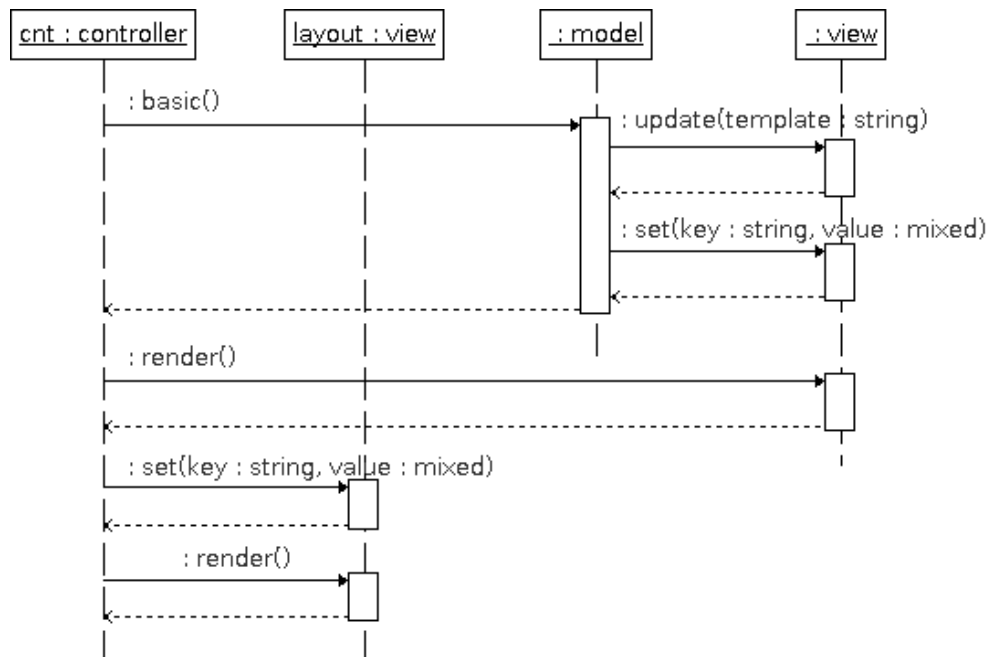 cnt : controller
layout : view
: model
: view
: basic()
: update(template : string)
: set(key : string, value : mixed)
: render()
: set(key : string, value : mixed)
: render()